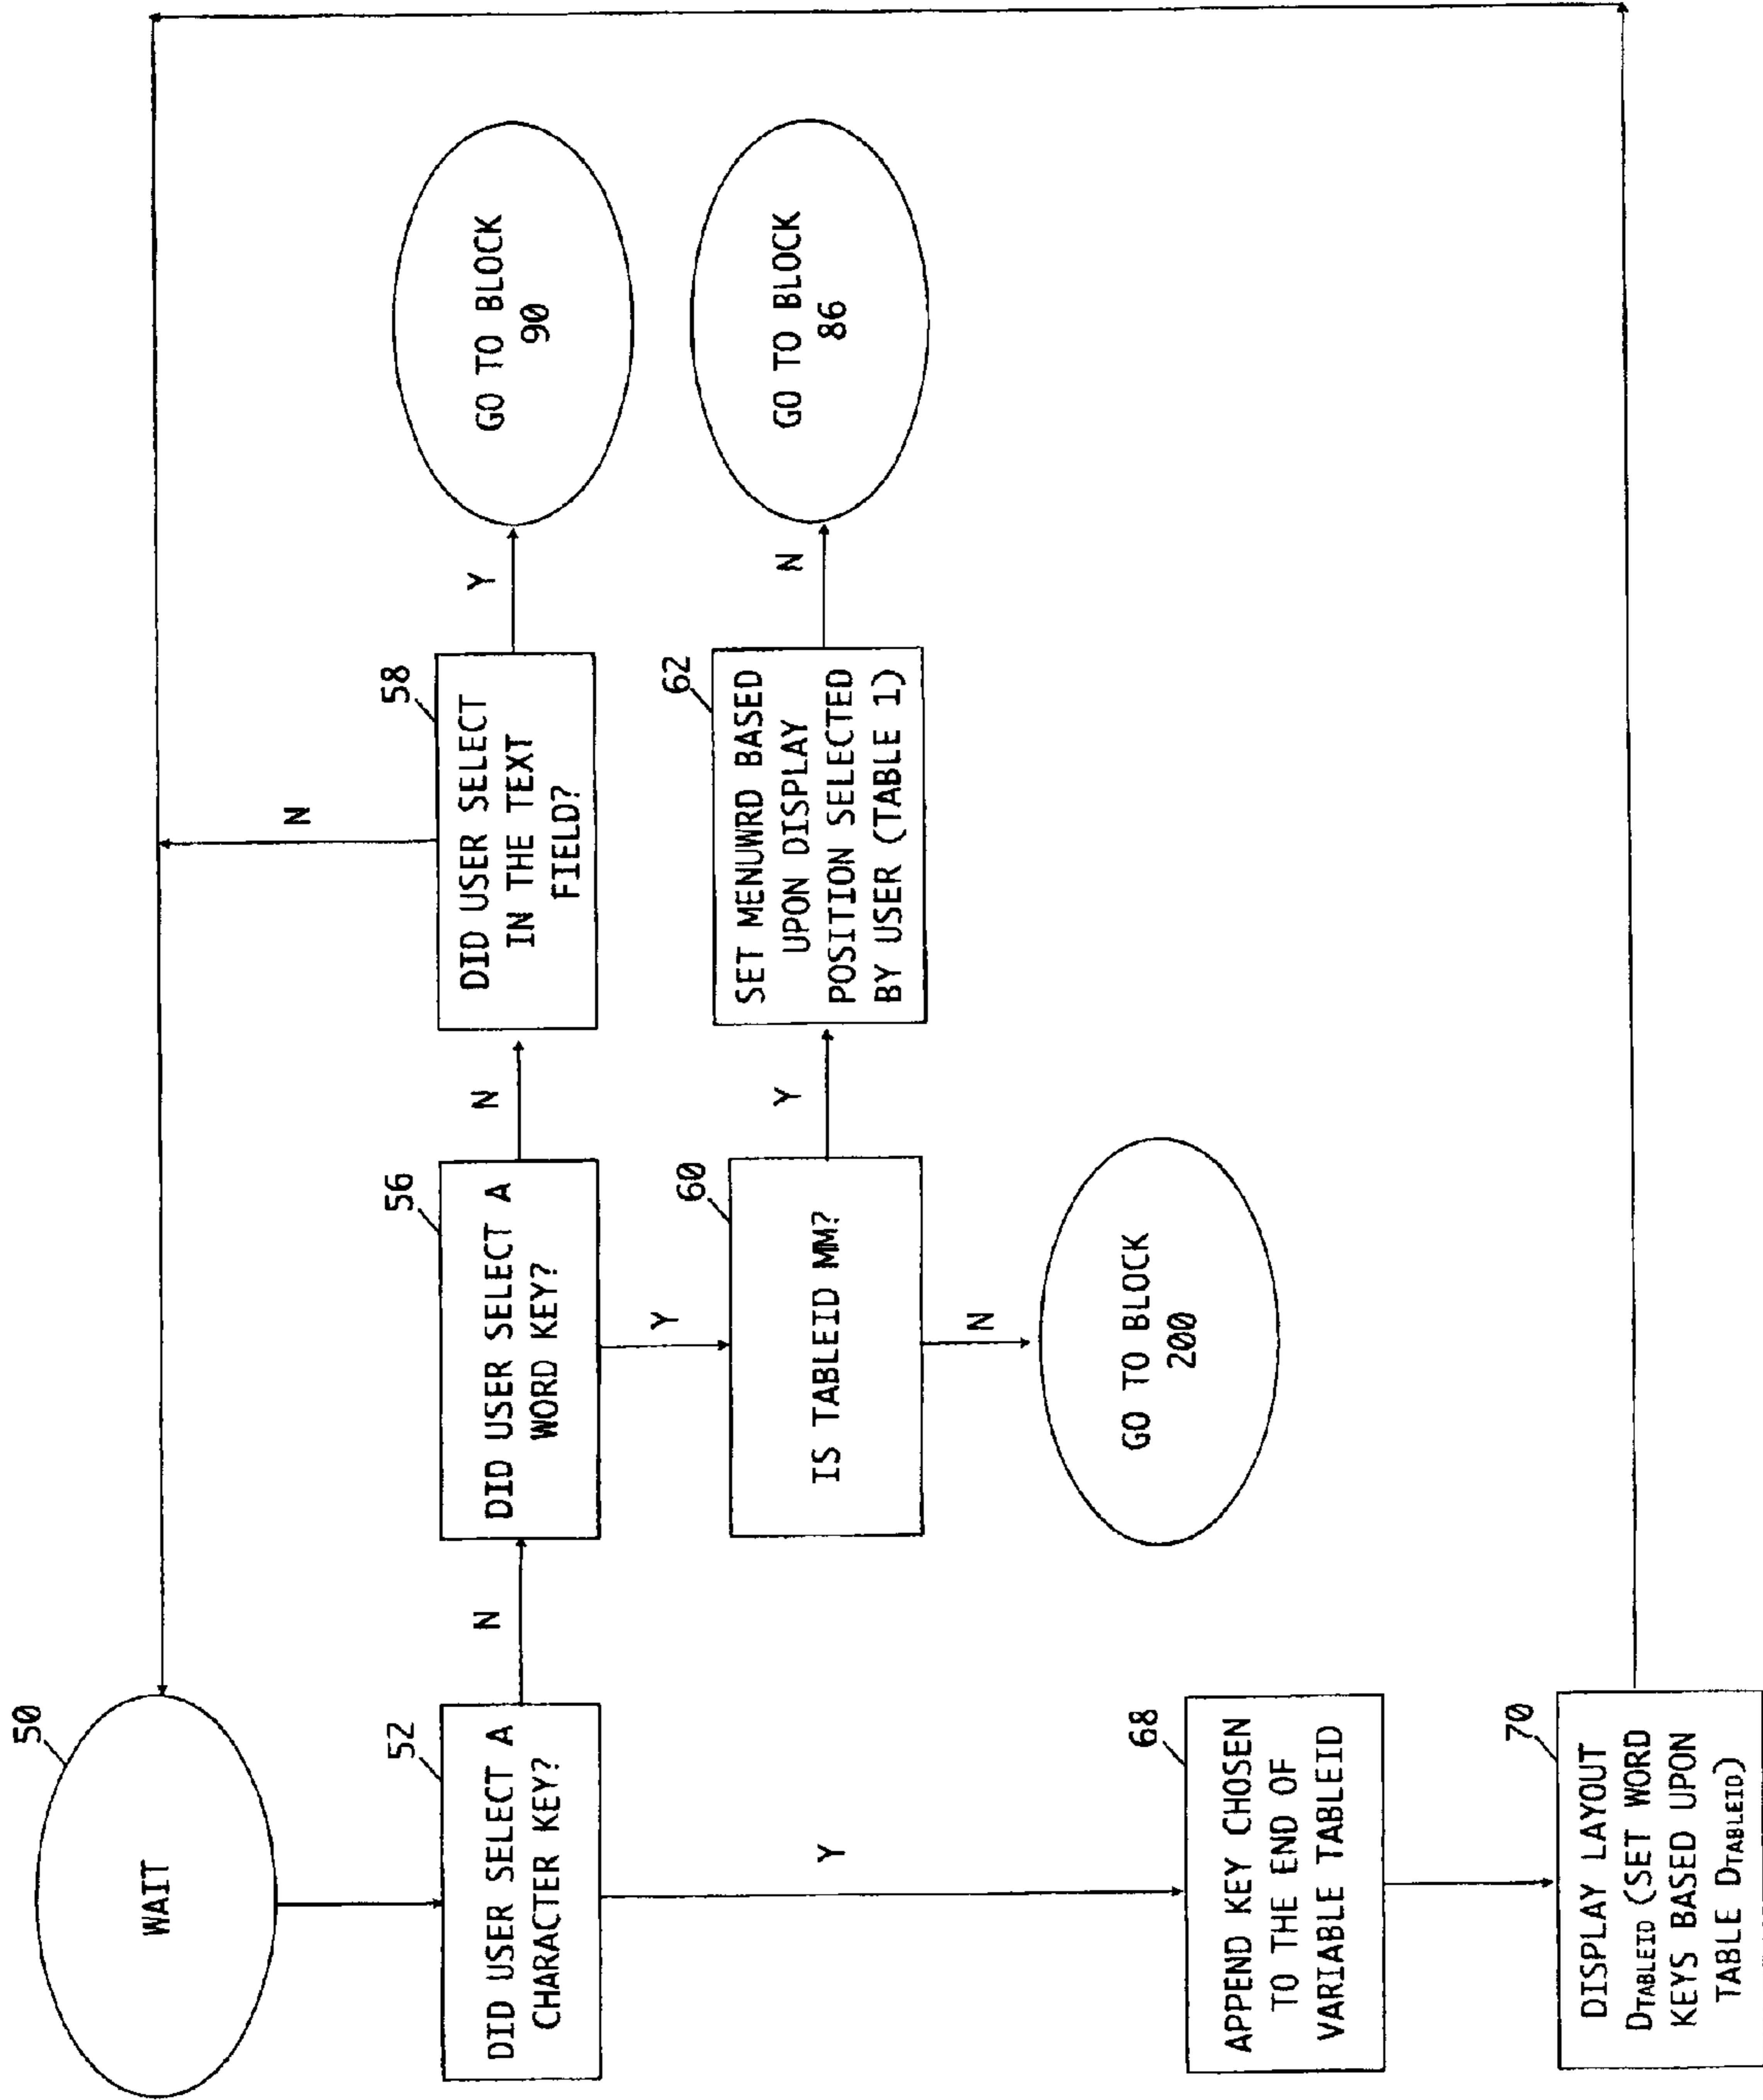 50
WAIT
52
DID USER SELECT A
CHARACTER KEY?
N
56
DID USER SELECT A
WORD KEY?
N
58
DID USER SELECT
IN THE TEXT
FIELD?
N
Y
GO TO BLOCK
90
Y
60
IS TABLEID MM?
Y
62
SET MENUWRD BASED
UPON DISPLAY
POSITION SELECTED
BY USER (TABLE 1)
N
GO TO BLOCK
86
N
GO TO BLOCK
200
Y
68
APPEND KEY CHOSEN
TO THE END OF
VARIABLE TABLEID
70
DISPLAY LAYOUT
DTABLEID (SET WORD
KEYS BASED UPON
TABLE DTABLEID)